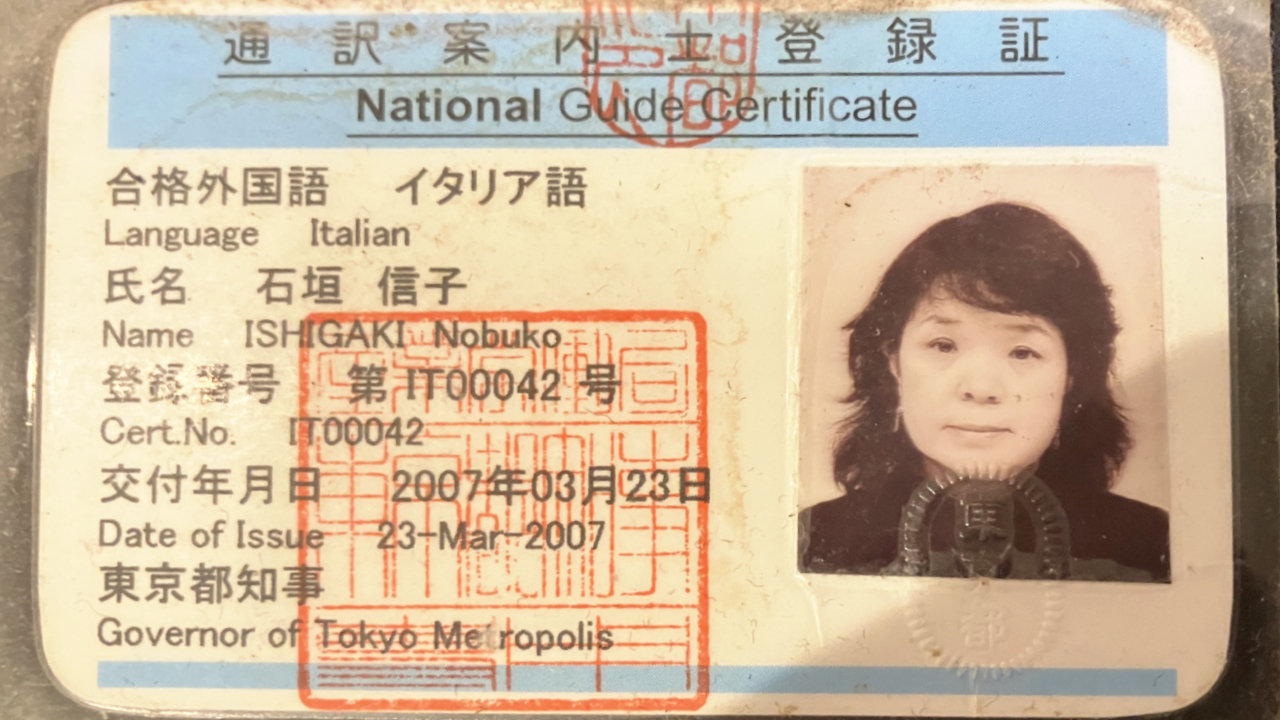 通訳案内士登録証
National Guide Certificate
合格外国語 イタリア語
Language Italian
氏名 石垣 信子
Name ISHIGAKI Nobuko
登録番号 第 IT00042 号
Cert.No. IT00042
交付年月日 2007年03月23日
Date of Issue 23-Mar-2007
東京都知事
Governor of Tokyo Metropolis